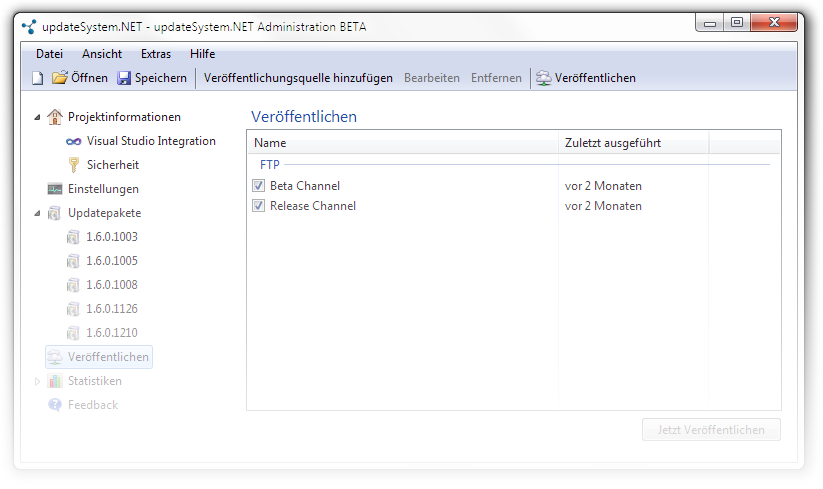 updateSystem.NET - updateSystem.NET Administration BETA
Datei Ansicht Extras Hilfe
Öffnen Speichern Veröffentlichungsquelle hinzufügen Bearbeiten Entfernen Veröffentlichen
Projektinformationen
Visual Studio Integration
Sicherheit
Einstellungen
Updatepakete
1.6.0.1003
1.6.0.1005
1.6.0.1008
1.6.0.1126
1.6.0.1210
Veröffentlichen
Statistiken
Feedback
Veröffentlichen
Name Zuletzt ausgeführt
FTP
Beta Channel vor 2 Monaten
Release Channel vor 2 Monaten
Jetzt Veröffentlichen